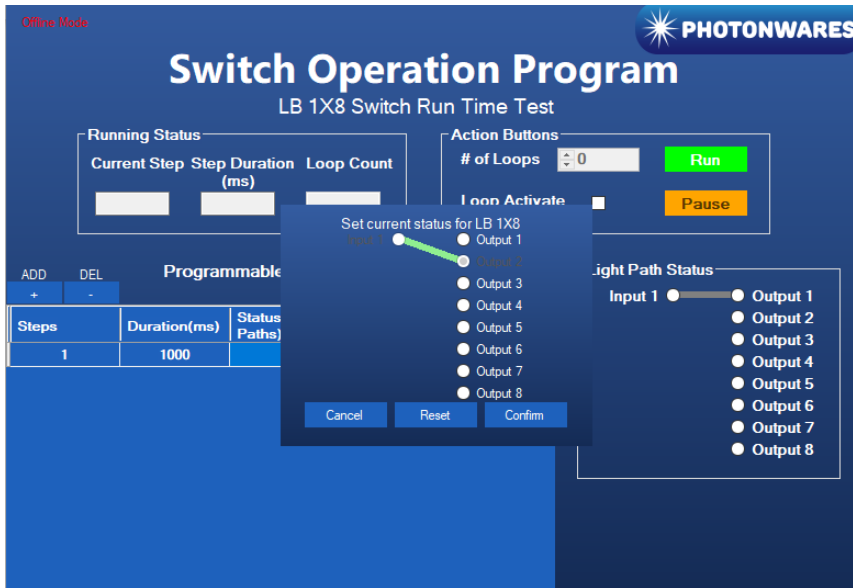 Offline Mode
PHOTONWARES
Switch Operation Program
LB 1X8 Switch Run Time Test
Running Status
Current Step Step Duration (ms) Loop Count
Action Buttons
# of Loops 0 Run
Loop Activate Pause
Set current status for LB 1X8
Input 1 Output 1
Output 2
Output 3
Output 4
Output 5
Output 6
Output 7
Output 8
Cancel Reset Confirm
ADD DEL
+ -
Programmable
Steps Duration(ms) Status Paths)
1 1000
Light Path Status
Input 1 Output 1
Output 2
Output 3
Output 4
Output 5
Output 6
Output 7
Output 8